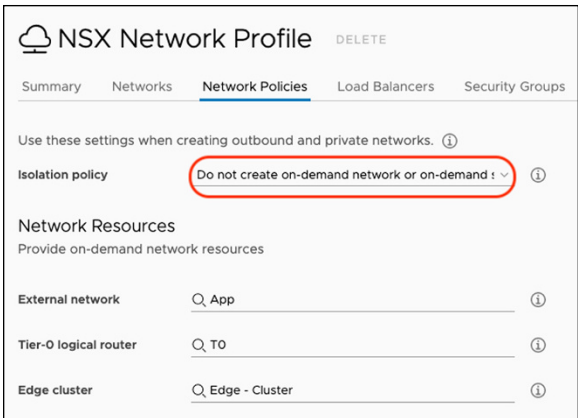 NSX Network Profile DELETE
Summary Networks Network Policies Load Balancers Security Groups
Use these settings when creating outbound and private networks.
Isolation policy Do not create on-demand network or on-demand s
Network Resources
Provide on-demand network resources
External network App
Tier-0 logical router T0
Edge cluster Edge - Cluster